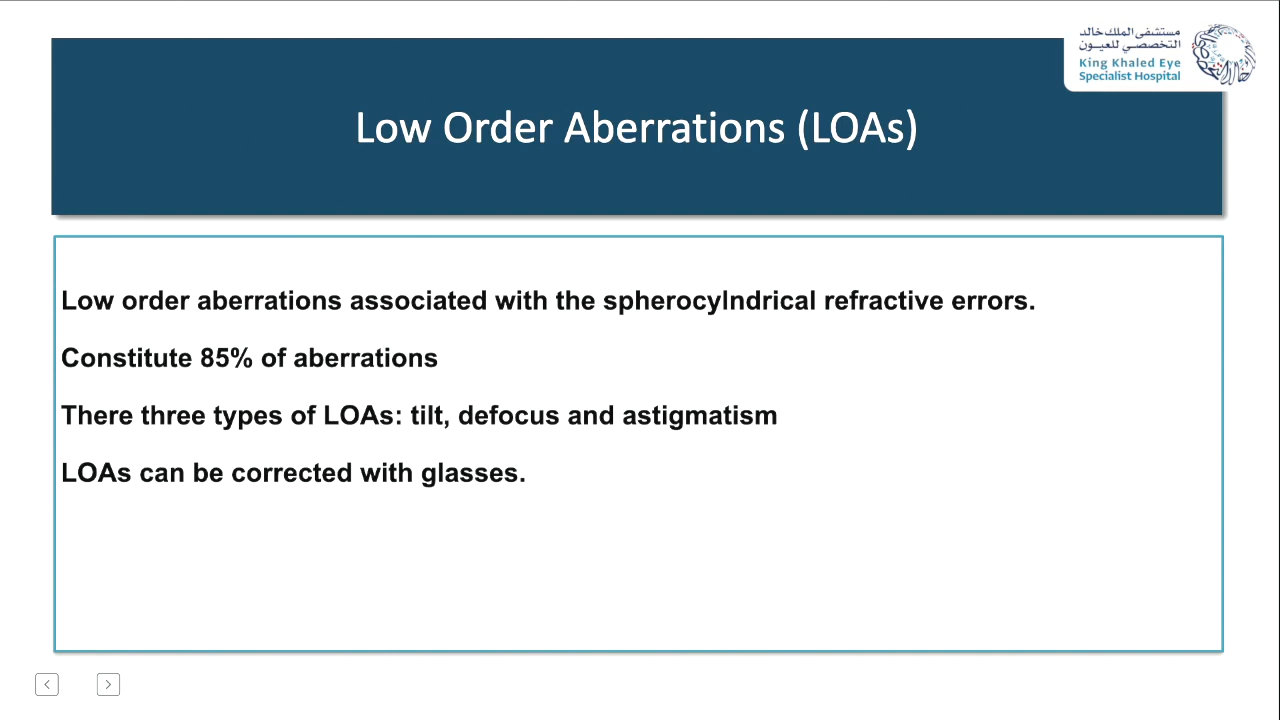 مستشفى الملك خالد
التخصصي للعيون
King Khaled Eye
Specialist Hospital
Low Order Aberrations (LOAs)
Low order aberrations associated with the spherocylndrical refractive errors.
Constitute 85% of aberrations
There three types of LOAs: tilt, defocus and astigmatism
LOAs can be corrected with glasses.